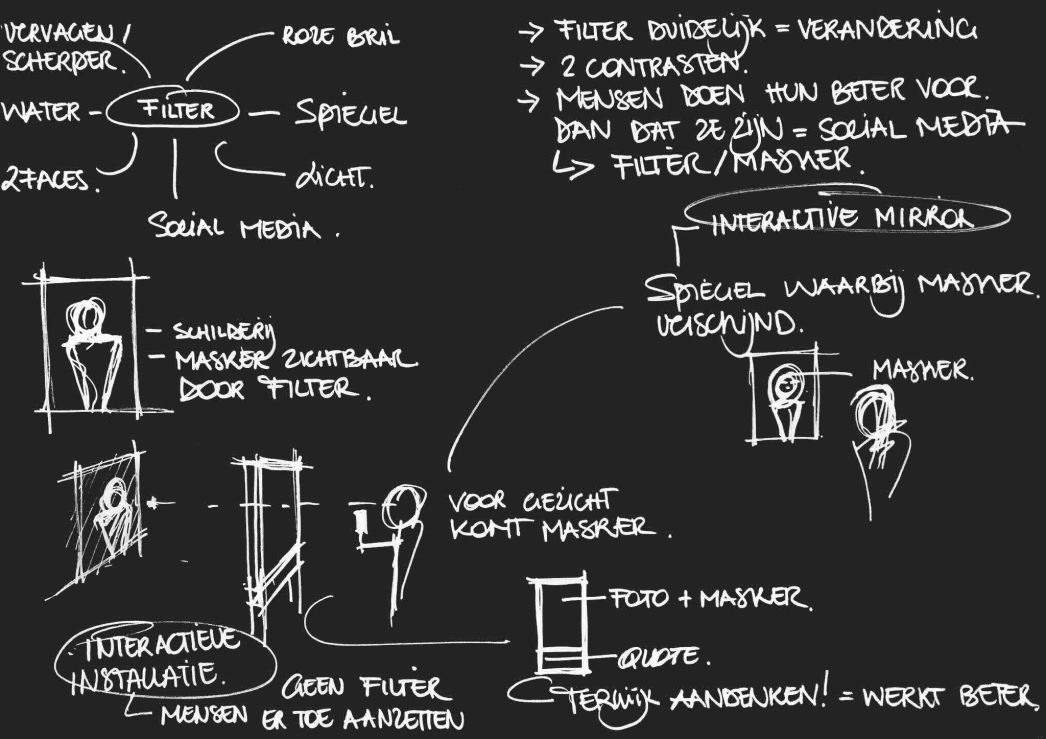 VERVAGEN /
SCHERPER.
ROZE BRIL
WATER
FILTER
SPIEGEL
2 FACES.
LICHT.
SOCIAL MEDIA.
→ FILTER DUIDELIJK = VERANDERING
→ 2 CONTRASTEN.
→ MENSEN DOEN HUN BETER VOOR.
DAN DAT ZE ZIJN = SOCIAL MEDIA
↳ FILTER / MASKER.
INTERACTIVE MIRROR
SPIEGEL WAARBIJ MASKER.
VERSCHIJND.
MASKER.
- SCHILDERIJ
- MASKER ZICHTBAAR
DOOR FILTER.
VOOR GEZICHT
KOMT MASKER.
FOTO + MASKER.
QUOTE.
TERWIJK AANDENKEN! = WERKT BETER.
INTERACTIEVE
INSTALLATIE.
GEEN FILTER
MENSEN ER TOE AANZETTEN